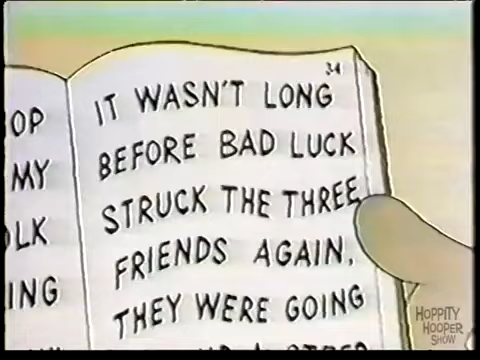 OP
MY
OLK
ING
34
IT WASN'T LONG
BEFORE BAD LUCK
STRUCK THE THREE
FRIENDS AGAIN.
THEY WERE GOING
HOPPITY
HOOPER
SHOW